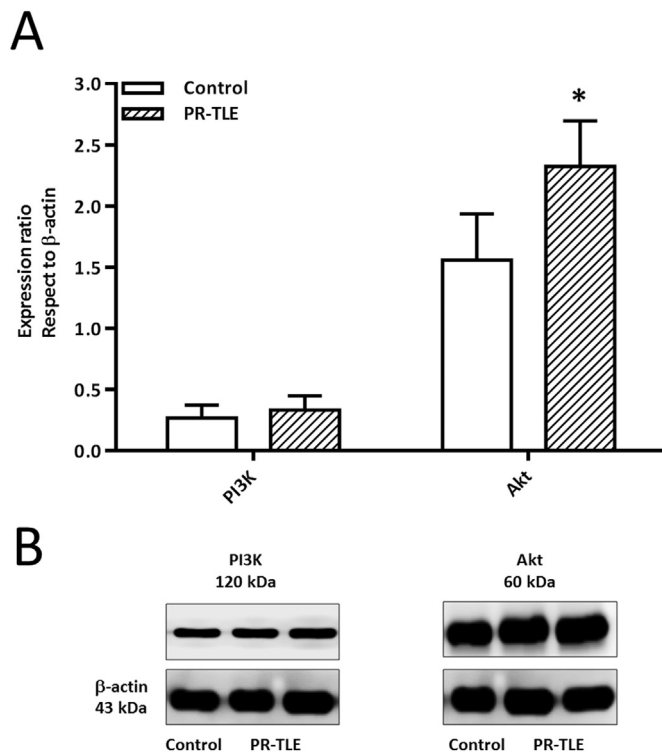 A
3.0
2.5
2.0
1.5
1.0
0.5
0.0
Expression ratio
Respect to β-actin
Control
PR-TLE
*
PI3K
Akt
B
PI3K
120 kDa
Akt
60 kDa
β-actin
43 kDa
Control PR-TLE
Control PR-TLE